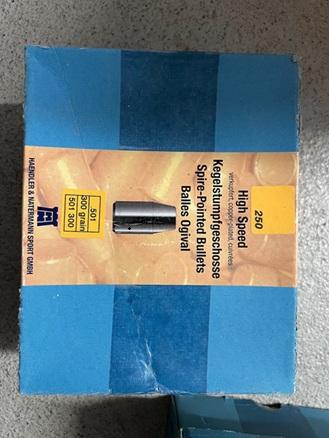 250
High Speed
verkupfert, copper-plated, cuivrées
Kegelstumpfgeschosse
Spire-Pointed Bullets
Balles Ogival
.501
300 grain
501 300
HAENDLER & NATERMANN SPORT GMBH